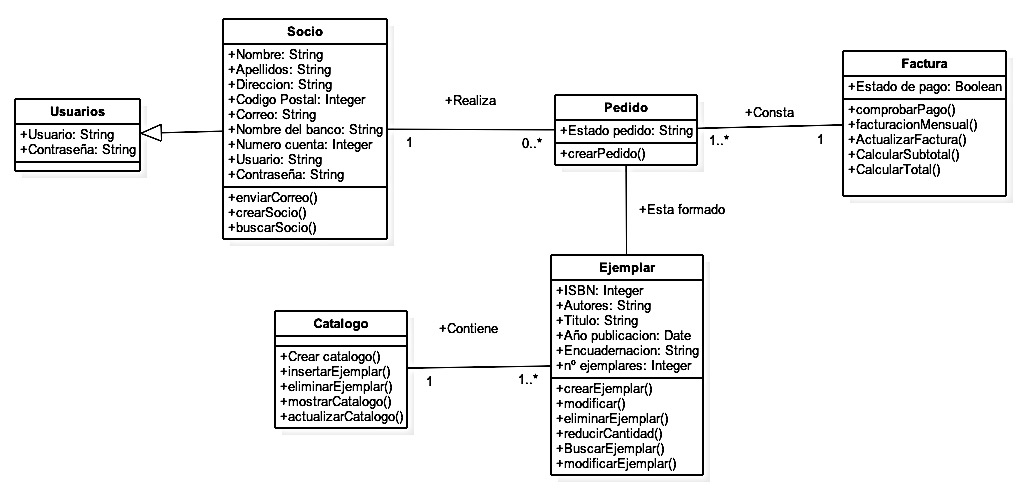 Usuarios
+Usuario: String
+Contraseña: String
Socio
+Nombre: String
+Apellidos: String
+Direccion: String
+Codigo Postal: Integer
+Correo: String
+Nombre del banco: String
+Numero cuenta: Integer
+Usuario: String
+Contraseña: String
+enviarCorreo()
+crearSocio()
+buscarSocio()
+Realiza
1
0..*
Pedido
+Estado pedido: String
+crearPedido()
+Consta
1..*
1
Factura
+Estado de pago: Boolean
+comprobarPago()
+facturacionMensual()
+ActualizarFactura()
+CalcularSubtotal()
+CalcularTotal()
+Esta formado
Ejemplar
+ISBN: Integer
+Autores: String
+Titulo: String
+Año publicacion: Date
+Encuadernacion: String
+nº ejemplares: Integer
+crearEjemplar()
+modificar()
+eliminarEjemplar()
+reducirCantidad()
+BuscarEjemplar()
+modificarEjemplar()
Catalogo
+Crear catalogo()
+insertarEjemplar()
+eliminarEjemplar()
+mostrarCatalogo()
+actualizarCatalogo()
+Contiene
1
1..*